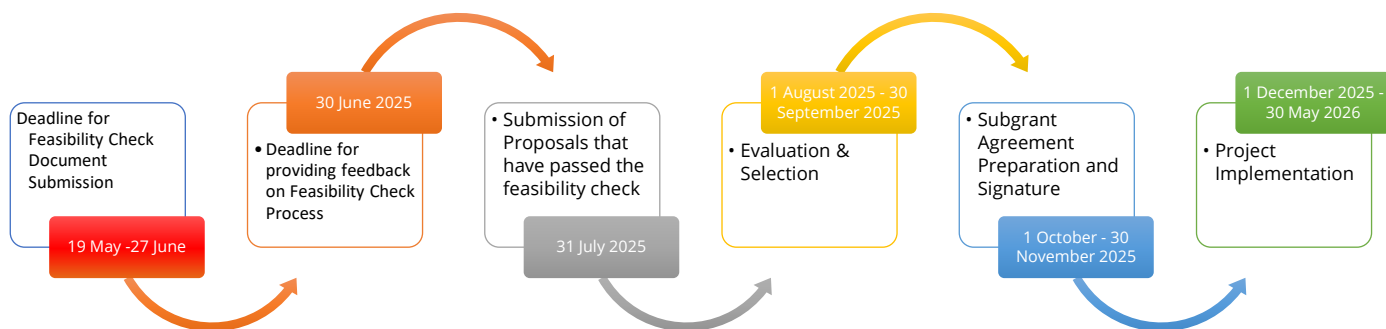 Deadline for
Feasibility Check
Document
Submission
19 May -27 June
30 June 2025
• Deadline for
providing feedback
on Feasibility Check
Process
• Submission of
Proposals that
have passed the
feasibility check
31 July 2025
1 August 2025 - 30
September 2025
• Evaluation &
Selection
• Subgrant
Agreement
Preparation and
Signature
1 October - 30
November 2025
1 December 2025 -
30 May 2026
• Project
Implementation